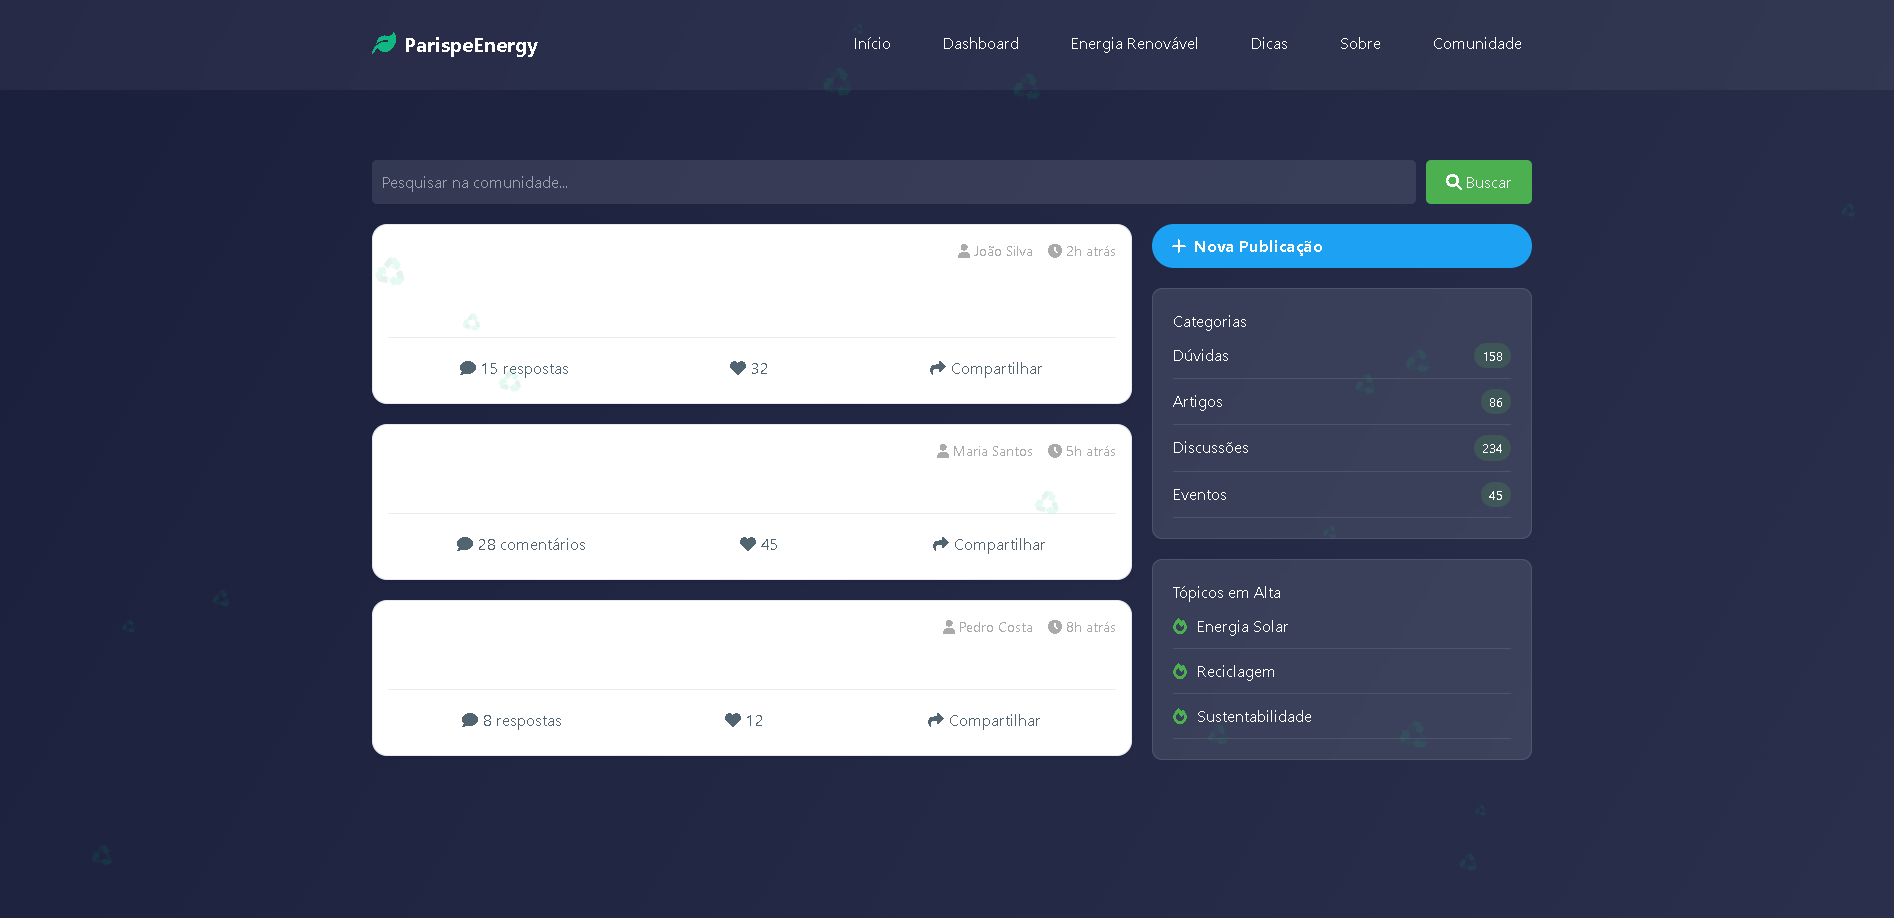 ParispeEnergy
Início Dashboard Energia Renovável Dicas Sobre Comunidade
Pesquisar na comunidade...
Buscar
João Silva 2h atrás
15 respostas 32 Compartilhar
Maria Santos 5h atrás
28 comentários 45 Compartilhar
Pedro Costa 8h atrás
8 respostas 12 Compartilhar
Nova Publicação
Categorias
Dúvidas 158
Artigos 86
Discussões 234
Eventos 45
Tópicos em Alta
Energia Solar
Reciclagem
Sustentabilidade